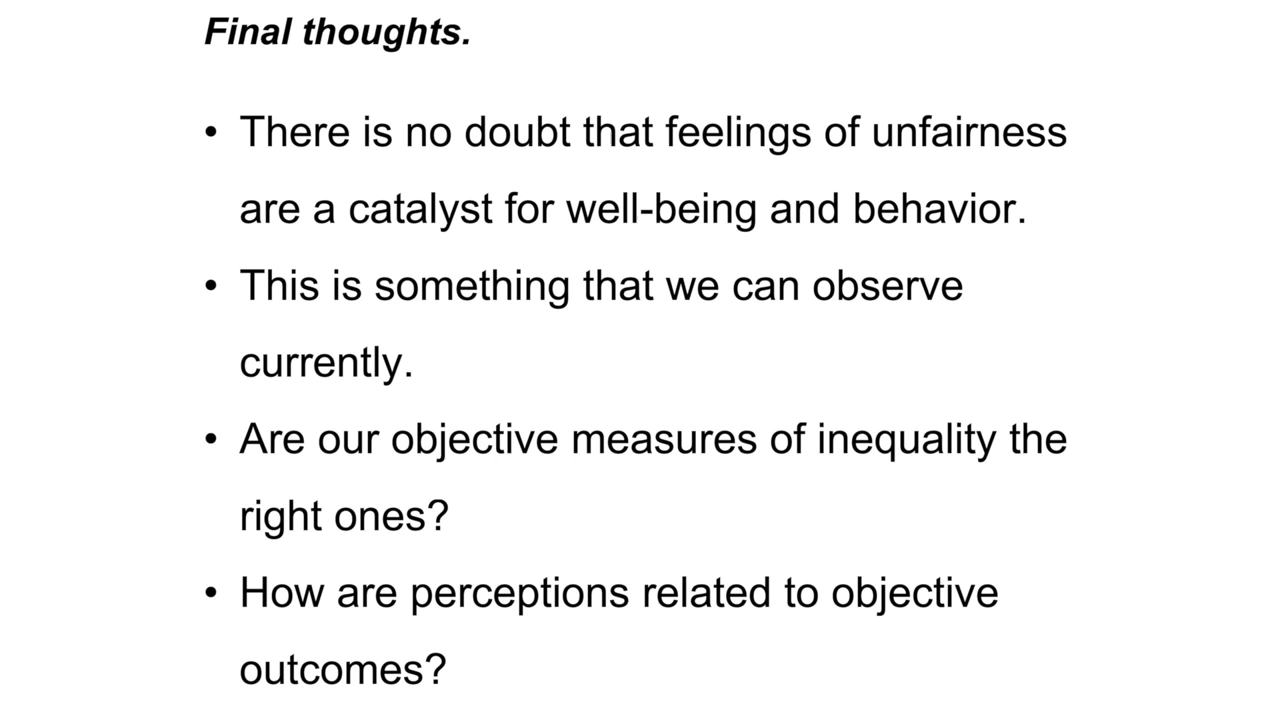 Final thoughts.
• There is no doubt that feelings of unfairness
are a catalyst for well-being and behavior.
• This is something that we can observe
currently.
• Are our objective measures of inequality the
right ones?
• How are perceptions related to objective
outcomes?